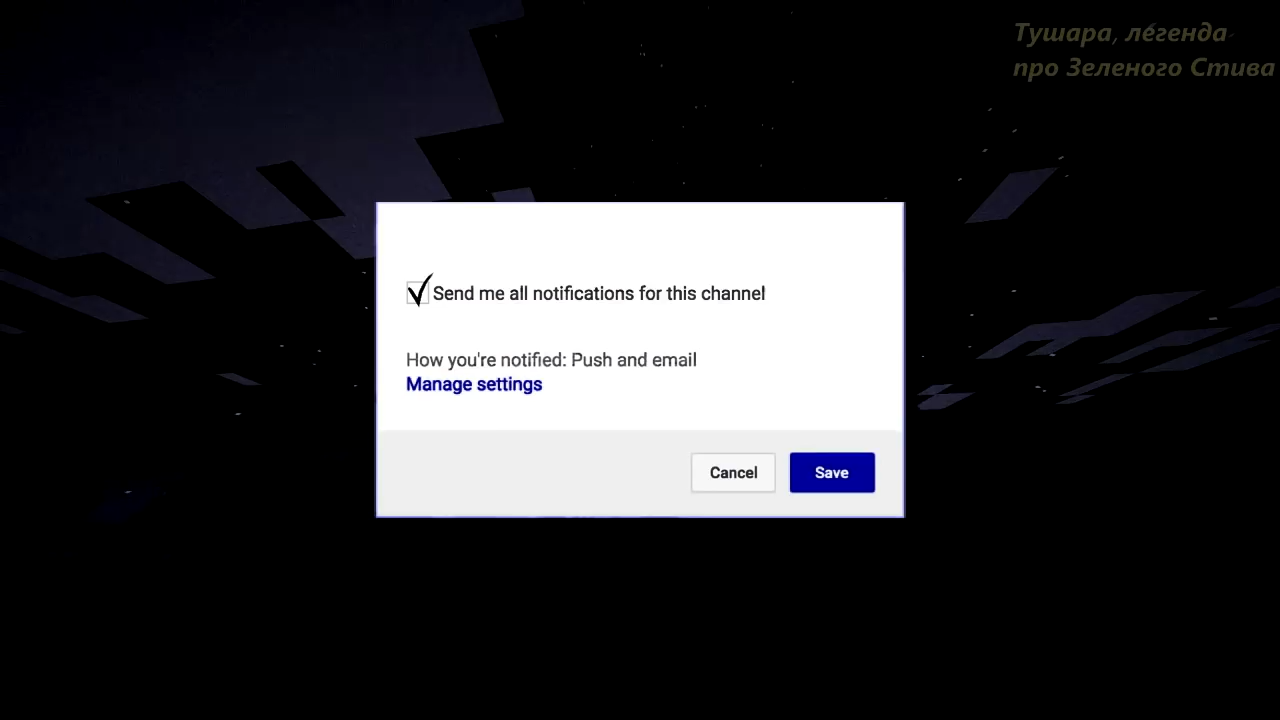 Тушара, легенда
про Зеленого Стива
Send me all notifications for this channel
How you're notified: Push and email
Manage settings
Cancel
Save